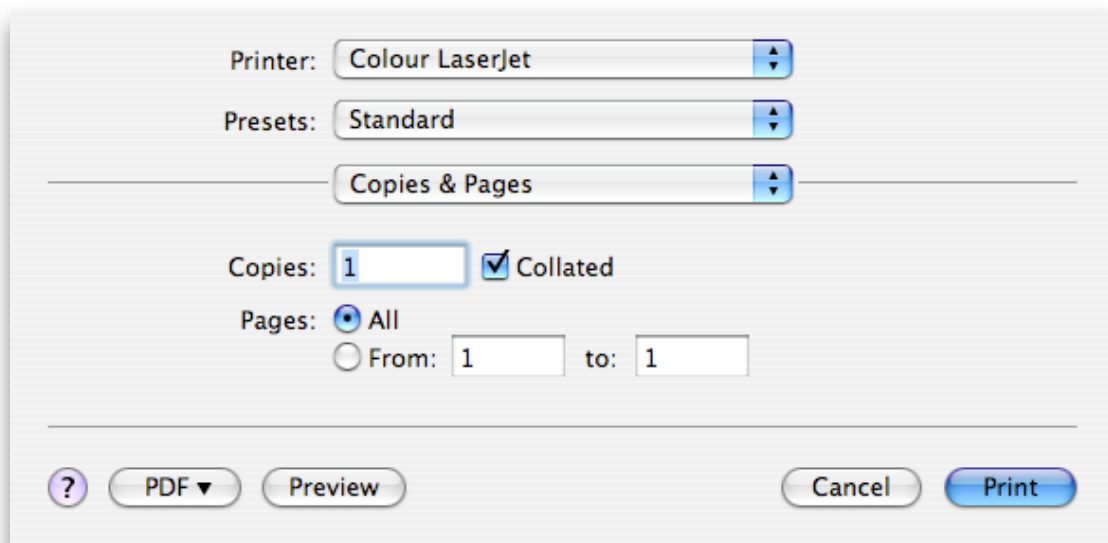 Printer: Colour LaserJet
Presets: Standard
Copies & Pages
Copies: 1 Collated
Pages: All
From: 1 to: 1
? PDF ▼ Preview Cancel Print